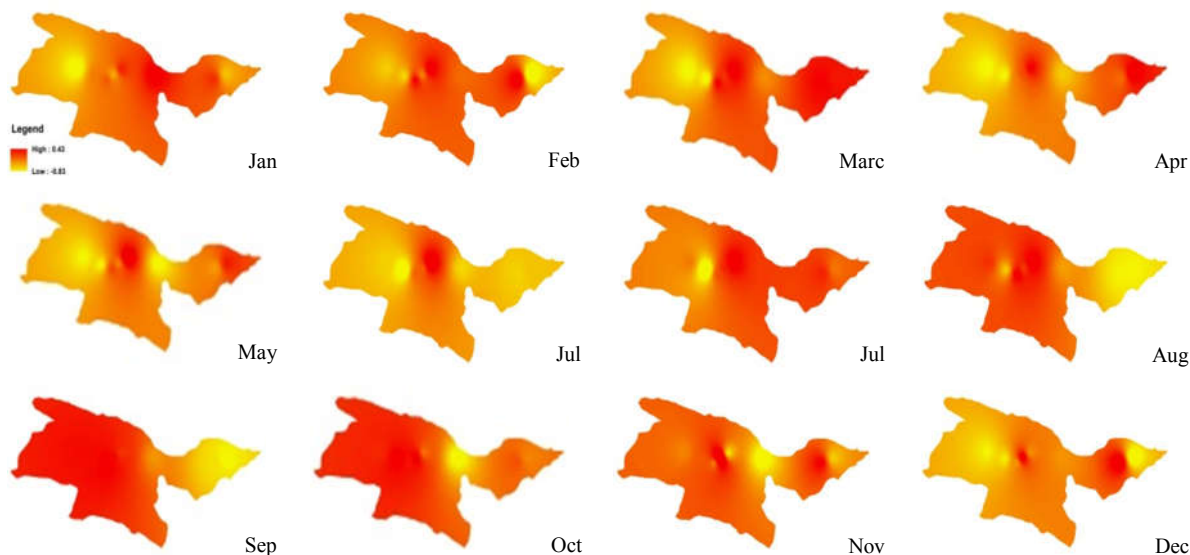 Legend
High : 0.43
Low : -0.83
Jan
Feb
Marc
Apr
May
Jul
Jul
Aug
Sep
Oct
Nov
Dec